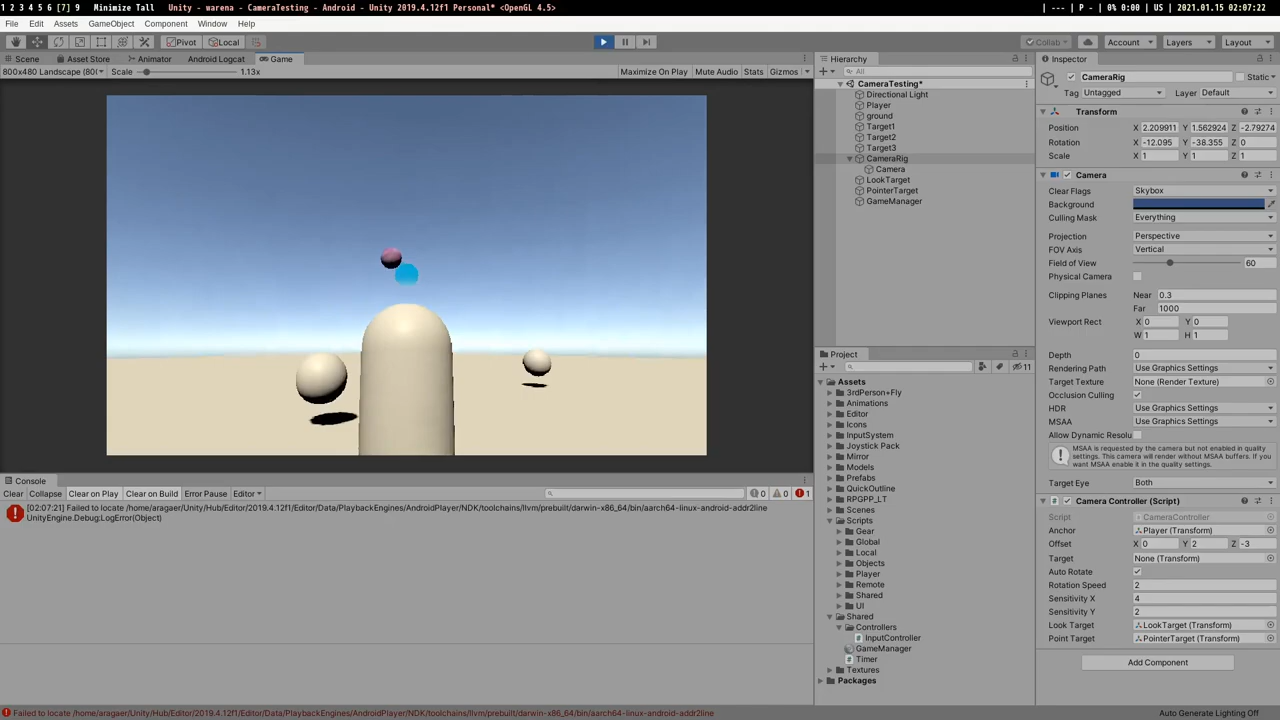 1 2 3 4 5 6 [7] 9 Minimize Tall Unity - warena - CameraTesting - Android - Unity 2019.4.12f1 Personal* <OpenGL 4.5> | --- | P - | 0% 0:00 | US | 2021.01.15 02:07:22
File Edit Assets GameObject Component Window Help
Pivot Local Collab Account Layers Layout
Scene Asset Store Animator Android Logcat Game
800x480 Landscape (80( Scale 1.13x Maximize On Play Mute Audio Stats Gizmos
Hierarchy
All
CameraTesting*
Directional Light
Player
ground
Target1
Target2
Target3
CameraRig
Camera
LookTarget
PointerTarget
GameManager
Project
11
Assets
3rdPerson+Fly
Animations
Editor
Icons
InputSystem
Joystick Pack
Mirror
Models
Prefabs
QuickOutline
RPGPP_LT
Scenes
Scripts
Gear
Global
Local
Objects
Player
Remote
Shared
UI
Shared
Controllers
InputController
GameManager
Timer
Textures
Packages
Inspector
CameraRig Static
Tag Untagged Layer Default
Transform
Position X 2.209911 Y 1.562924 Z -2.79274
Rotation X -12.095 Y -38.355 Z 0
Scale X 1 Y 1 Z 1
Camera
Clear Flags Skybox
Background
Culling Mask Everything
Projection Perspective
FOV Axis Vertical
Field of View 60
Physical Camera
Clipping Planes Near 0.3
Far 1000
Viewport Rect X 0 Y 0
W 1 H 1
Depth 0
Rendering Path Use Graphics Settings
Target Texture None (Render Texture)
Occlusion Culling
HDR Use Graphics Settings
MSAA Use Graphics Settings
Allow Dynamic Resolu
MSAA is requested by the camera but not enabled in quality
settings. This camera will render without MSAA buffers. If you
want MSAA enable it in the quality settings.
Target Eye Both
Camera Controller (Script)
Script CameraController
Anchor Player (Transform)
Offset X 0 Y 2 Z -3
Target None (Transform)
Auto Rotate
Rotation Speed 2
Sensitivity X 4
Sensitivity Y 2
Look Target LookTarget (Transform)
Point Target PointerTarget (Transform)
Add Component
Console
Clear Collapse Clear on Play Clear on Build Error Pause Editor 0 0 1
[02:07:21] Failed to locate /home/aragaer/Unity/Hub/Editor/2019.4.12f1/Editor/Data/PlaybackEngines/AndroidPlayer/NDK/toolchains/llvm/prebuilt/darwin-x86_64/bin/aarch64-linux-android-addr2line
UnityEngine.Debug:LogError(Object)
Failed to locate /home/aragaer/Unity/Hub/Editor/2019.4.12f1/Editor/Data/PlaybackEngines/AndroidPlayer/NDK/toolchains/llvm/prebuilt/darwin-x86_64/bin/aarch64-linux-android-addr2line
Auto Generate Lighting Off